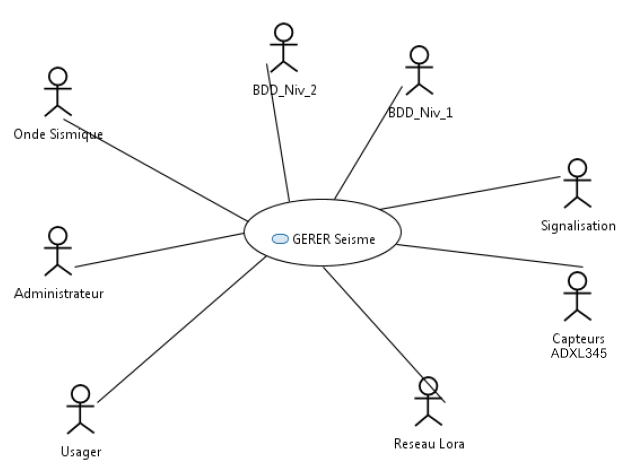 BDD_Niv_2
BDD_Niv_1
Onde Sismique
Signalisation
GERER Seisme
Administrateur
Capteurs
ADXL345
Reseau Lora
Usager